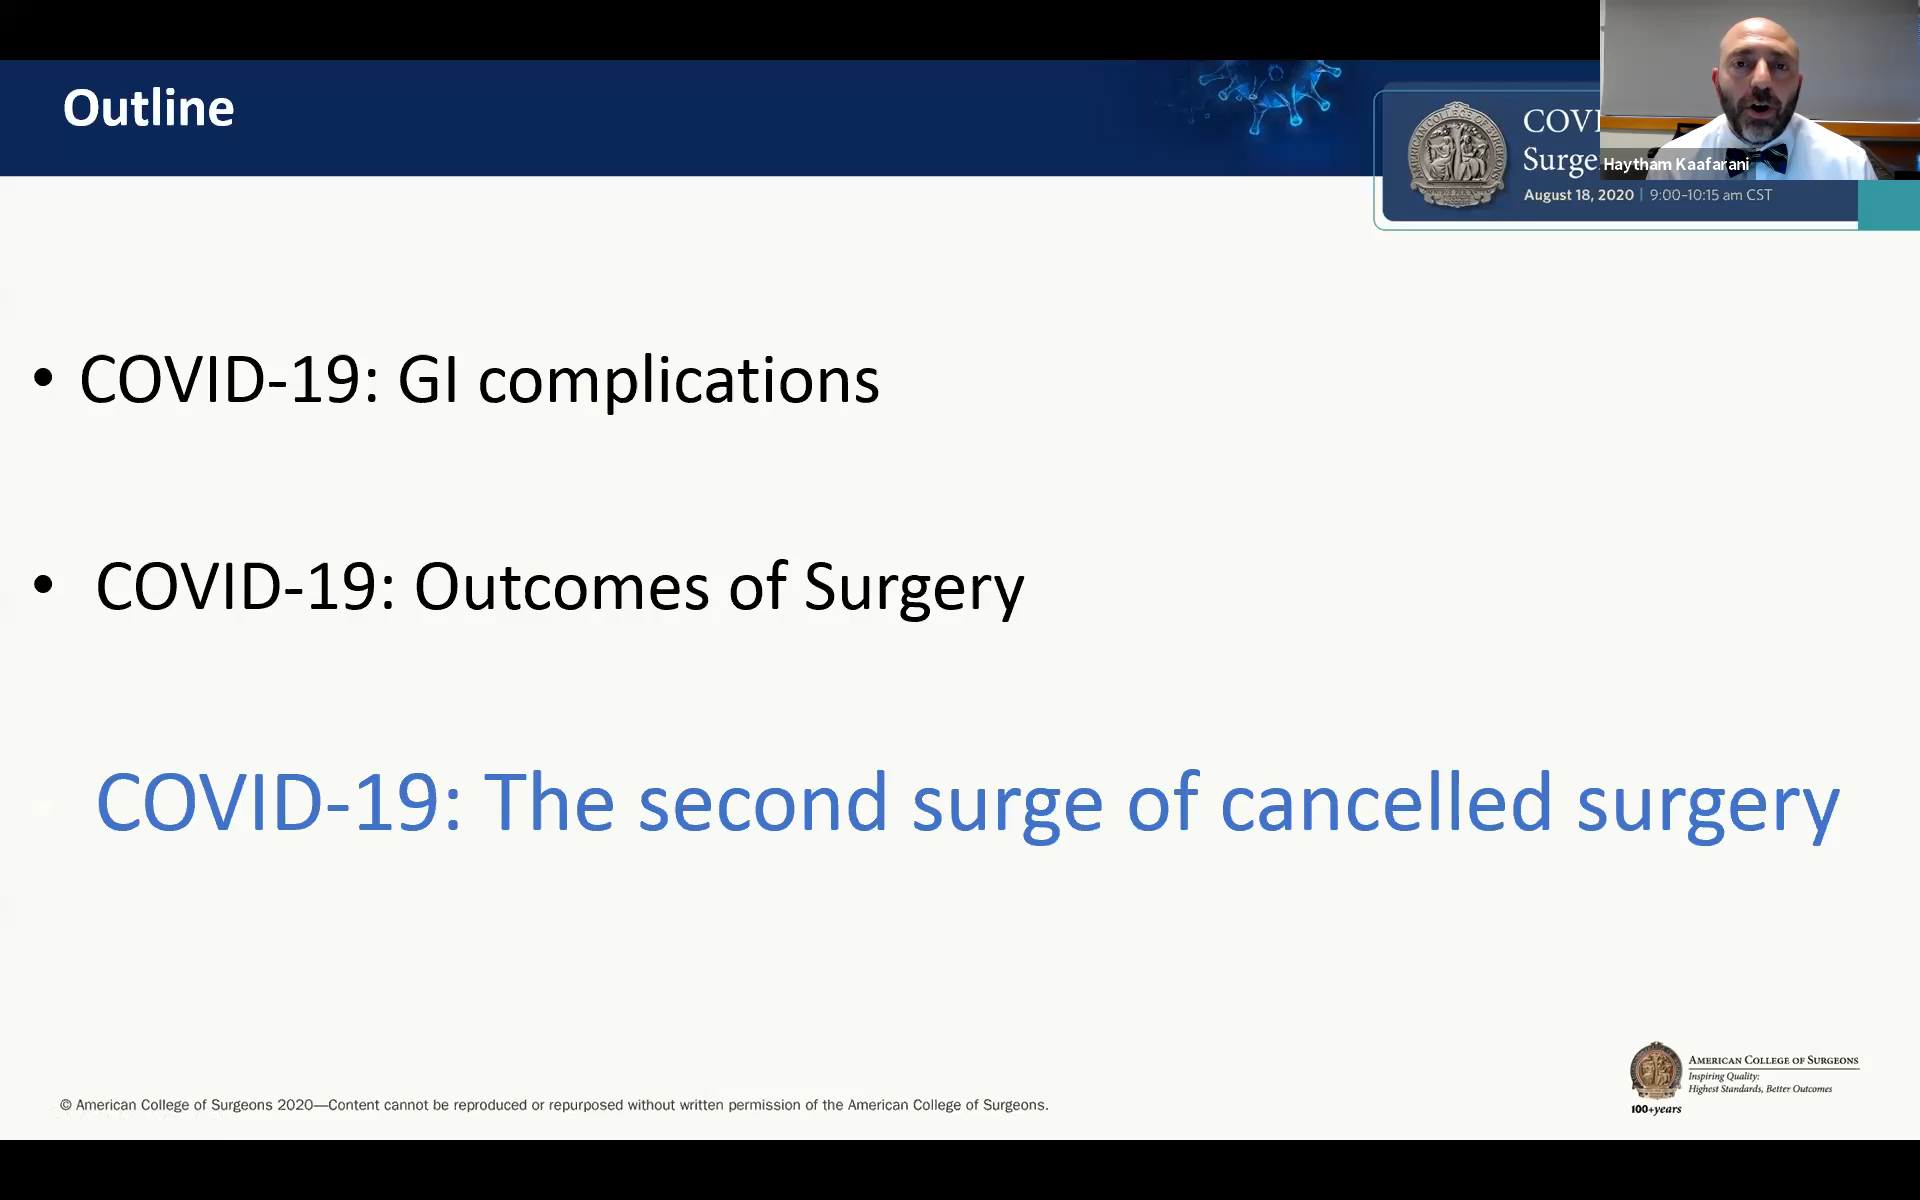 Outline
COVI
Surge
August 18, 2020 | 9:00–10:15 am CST
Haytham Kaafarani
• COVID-19: GI complications
• COVID-19: Outcomes of Surgery
COVID-19: The second surge of cancelled surgery
© American College of Surgeons 2020—Content cannot be reproduced or repurposed without written permission of the American College of Surgeons.
AMERICAN COLLEGE OF SURGEONS
Inspiring Quality:
Highest Standards, Better Outcomes
100+years